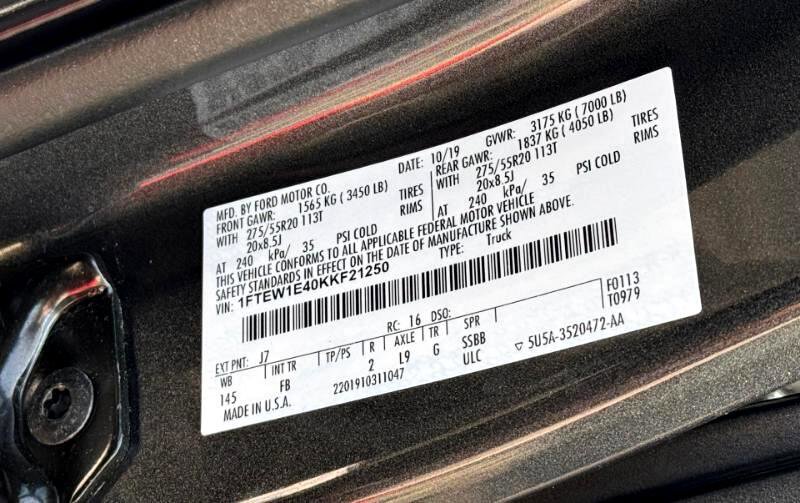 MFD. BY FORD MOTOR CO.
DATE: 10/19
GVWR: 3175 KG (7000 LB)
FRONT GAWR: 1565 KG (3450 LB)
REAR GAWR: 1837 KG (4050 LB)
WITH 275/55R20 113T TIRES
WITH 275/55R20 113T TIRES
20x8.5J RIMS
20x8.5J RIMS
AT 240 kPa/ 35 PSI COLD
AT 240 kPa/ 35 PSI COLD
THIS VEHICLE CONFORMS TO ALL APPLICABLE FEDERAL MOTOR VEHICLE
SAFETY STANDARDS IN EFFECT ON THE DATE OF MANUFACTURE SHOWN ABOVE.
VIN: 1FTEW1E40KKF21250
TYPE: Truck
F0113
T0979
EXT PNT: J7 RC: 16 DSO:
WB INT TR TP/PS R AXLE TR SPR
145 FB 2 L9 G SSBB
ULC
▽ 5U5A-3520472-AA
MADE IN U.S.A. 2201910311047